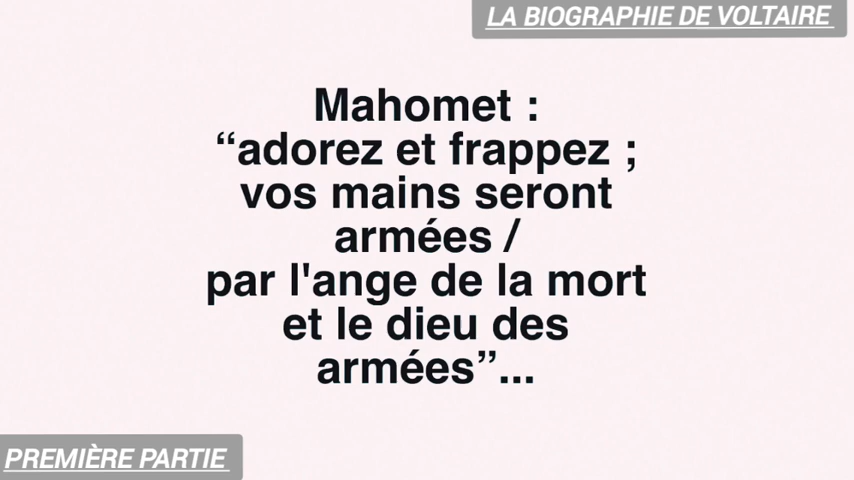 LA BIOGRAPHIE DE VOLTAIRE
Mahomet :
“adorez et frappez ;
vos mains seront
armées /
par l'ange de la mort
et le dieu des
armées”...
PREMIÈRE PARTIE